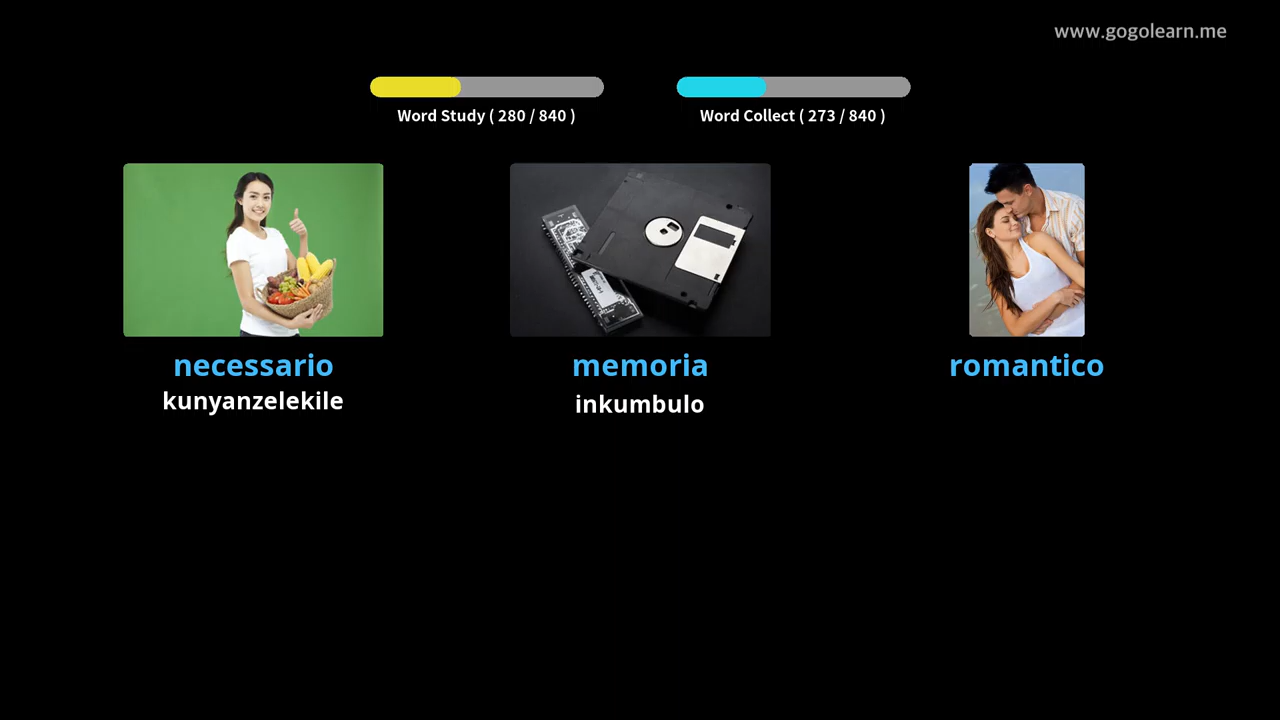 www.gogolearn.me
Word Study ( 280 / 840 )
Word Collect ( 273 / 840 )
necessario
kunyanzelekile
memoria
inkumbulo
romantico